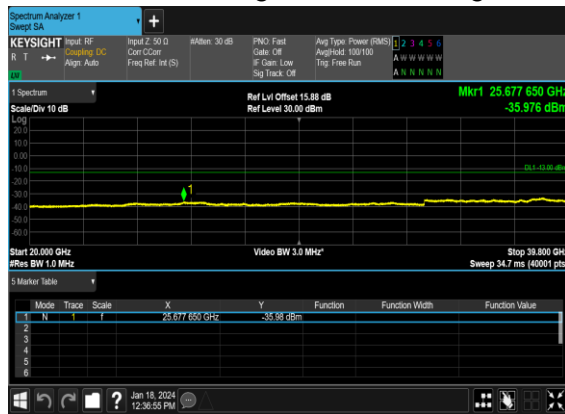 Spectrum Analyzer 1
Swept SA
+
KEYSIGHT
R T
LW
Input: RF
Coupling: DC
Align: Auto
Input Z: 50 Ω
Corr CCorr
Freq Ref: Int (S)
#Atten: 30 dB
PNO: Fast
Gate: Off
IF Gain: Low
Sig Track: Off
Avg Type: Power (RMS)
Avg|Hold: 100/100
Trig: Free Run
1 2 3 4 5 6
A W W W W W
A N N N N N
1 Spectrum
Scale/Div 10 dB
Ref Lvl Offset 15.88 dB
Ref Level 30.00 dBm
Mkr1 25.677 650 GHz
-35.976 dBm
Log
20.0
10.0
0.00
-10.0
-20.0
-30.0
-40.0
-50.0
-60.0
DL1 -13.00 dBm
1
Start 20.000 GHz
#Res BW 1.0 MHz
Video BW 3.0 MHz*
Stop 39.800 GHz
Sweep 34.7 ms (40001 pts)
5 Marker Table
Mode Trace Scale X Y Function Function Width Function Value
1 N 1 f 25.677 650 GHz -35.98 dBm
2
3
4
5
6
?
Jan 18, 2024
12:36:55 PM